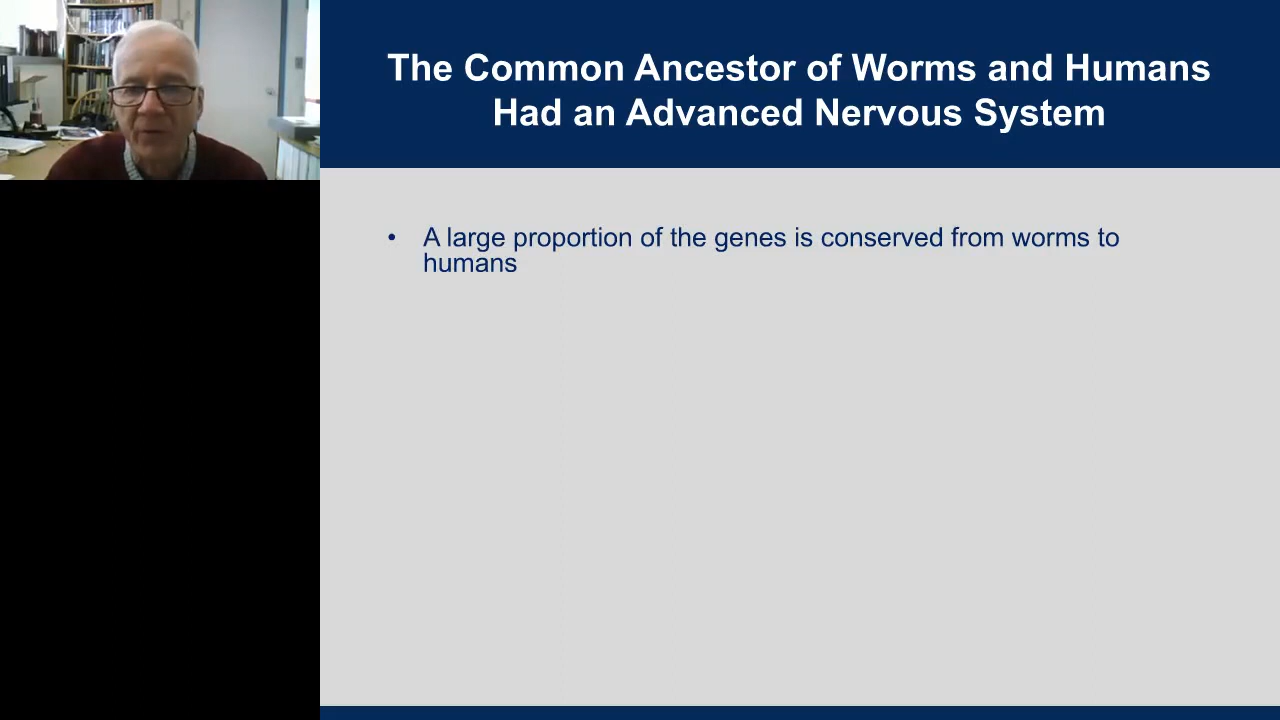 The Common Ancestor of Worms and Humans
Had an Advanced Nervous System
• A large proportion of the genes is conserved from worms to
humans